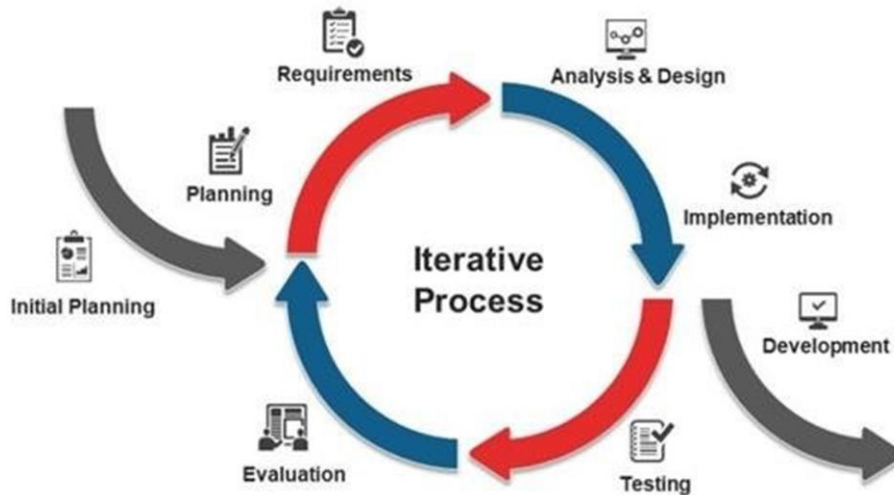 Requirements
Analysis & Design
Planning
Implementation
Iterative
Process
Initial Planning
Development
Evaluation
Testing